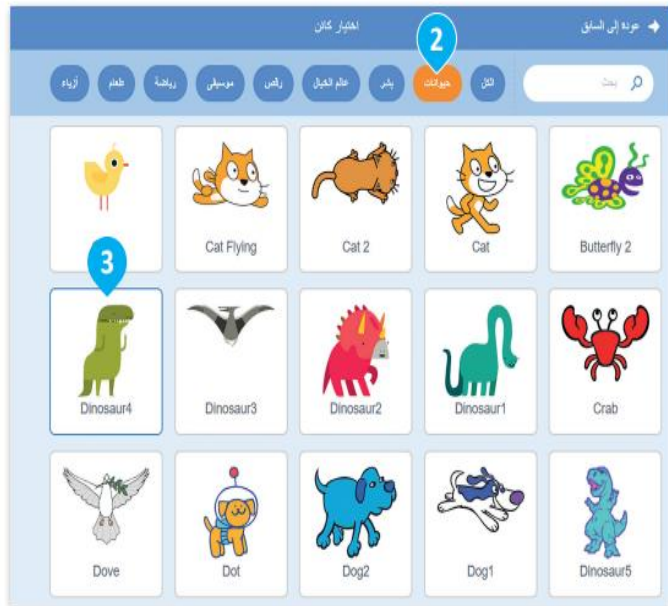 عوده إلى السابق
اختيار كائن
2
بحث
الكل
حيوانات
بشر
عالم الخيال
رقص
موسيقى
رياضة
طعام
أزياء
Butterfly 2
Cat
Cat 2
Cat Flying
3
Crab
Dinosaur1
Dinosaur2
Dinosaur3
Dinosaur4
Dinosaur5
Dog1
Dog2
Dot
Dove